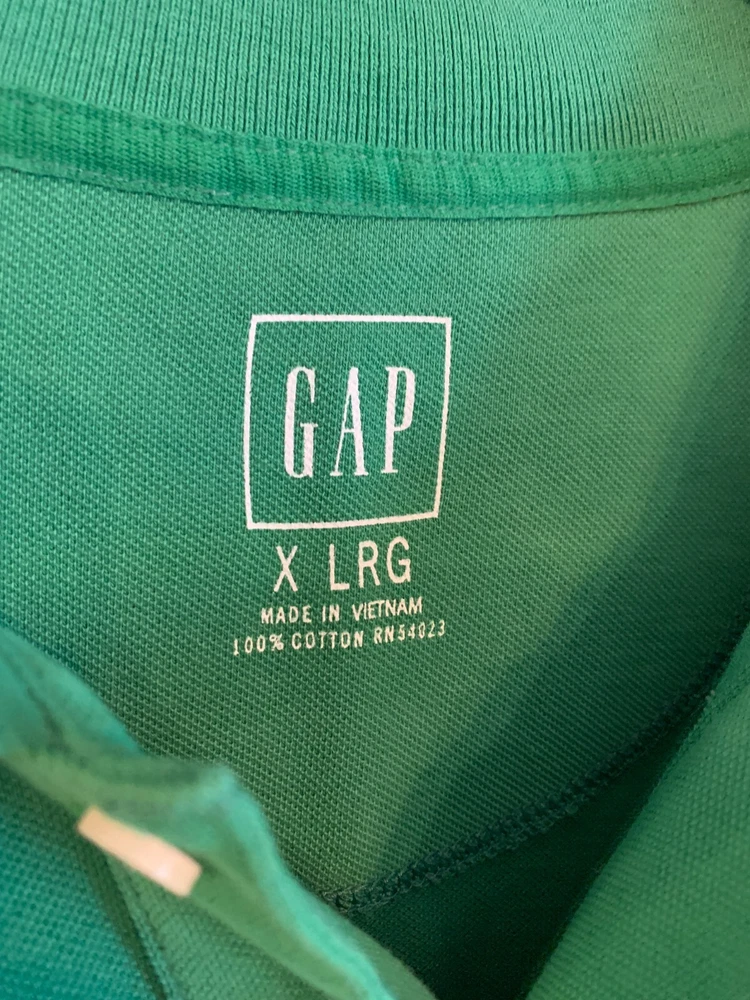 GAP
X LRG
MADE IN VIETNAM
100% COTTON RN54023